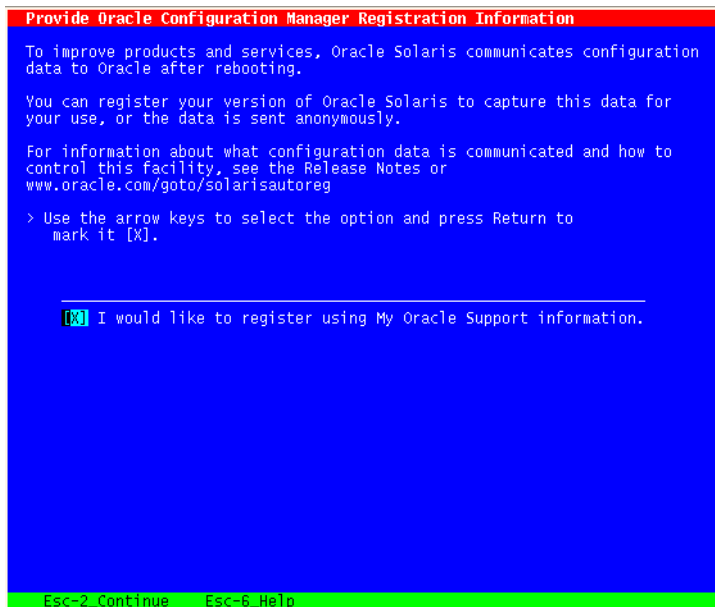 Provide Oracle Configuration Manager Registration Information
To improve products and services, Oracle Solaris communicates configuration
data to Oracle after rebooting.
You can register your version of Oracle Solaris to capture this data for
your use, or the data is sent anonymously.
For information about what configuration data is communicated and how to
control this facility, see the Release Notes or
www.oracle.com/goto/solarisautoreg
> Use the arrow keys to select the option and press Return to
mark it [X].
[X] I would like to register using My Oracle Support information.
Esc-2_Continue Esc-6_Help